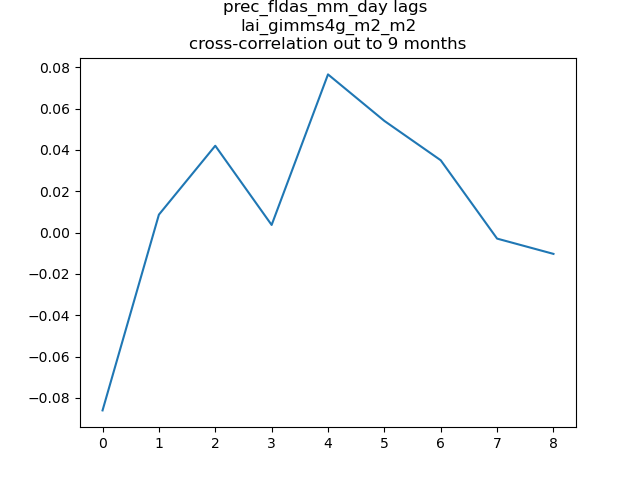 prec_fldas_mm_day lags
lai_gimms4g_m2_m2
cross-correlation out to 9 months
0.08
0.06
0.04
0.02
0.00
−0.02
−0.04
−0.06
−0.08
0 1 2 3 4 5 6 7 8